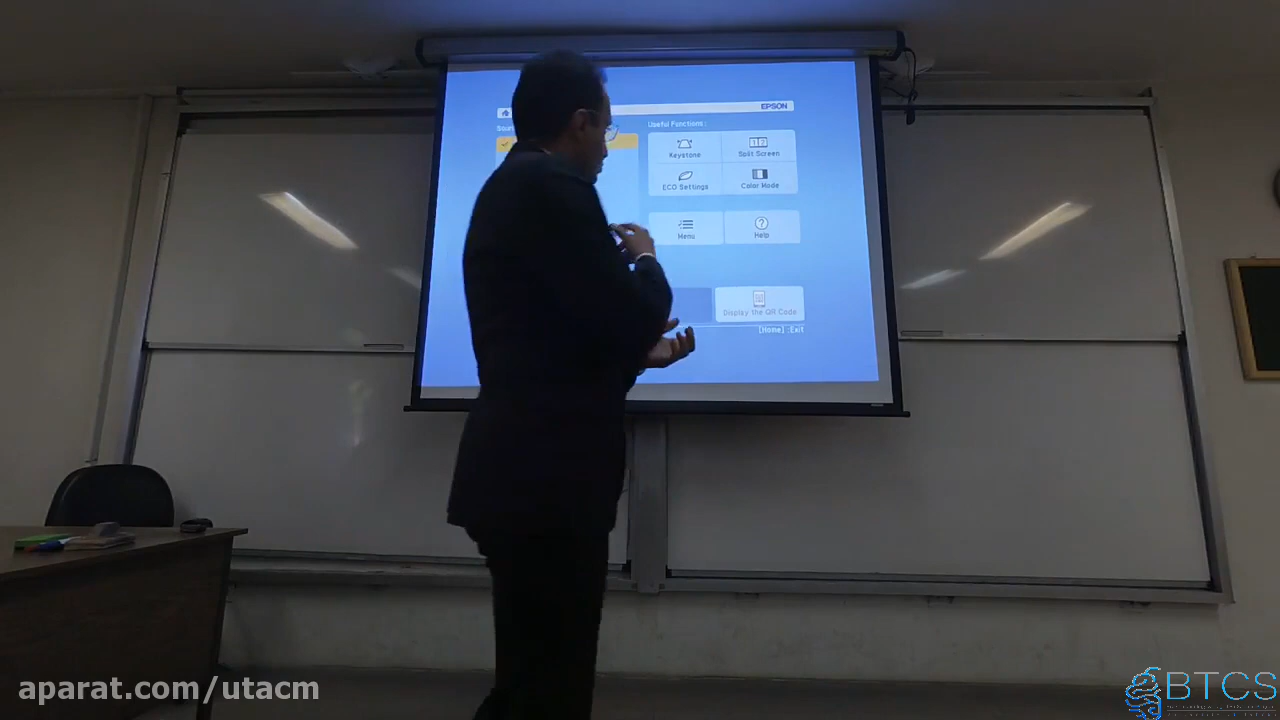 EPSON
Useful Functions :
Keystone
Split Screen
ECO Settings
Color Mode
Menu
Help
Display the QR Code
[Home] :Exit
aparat.com/utacm
BTCS